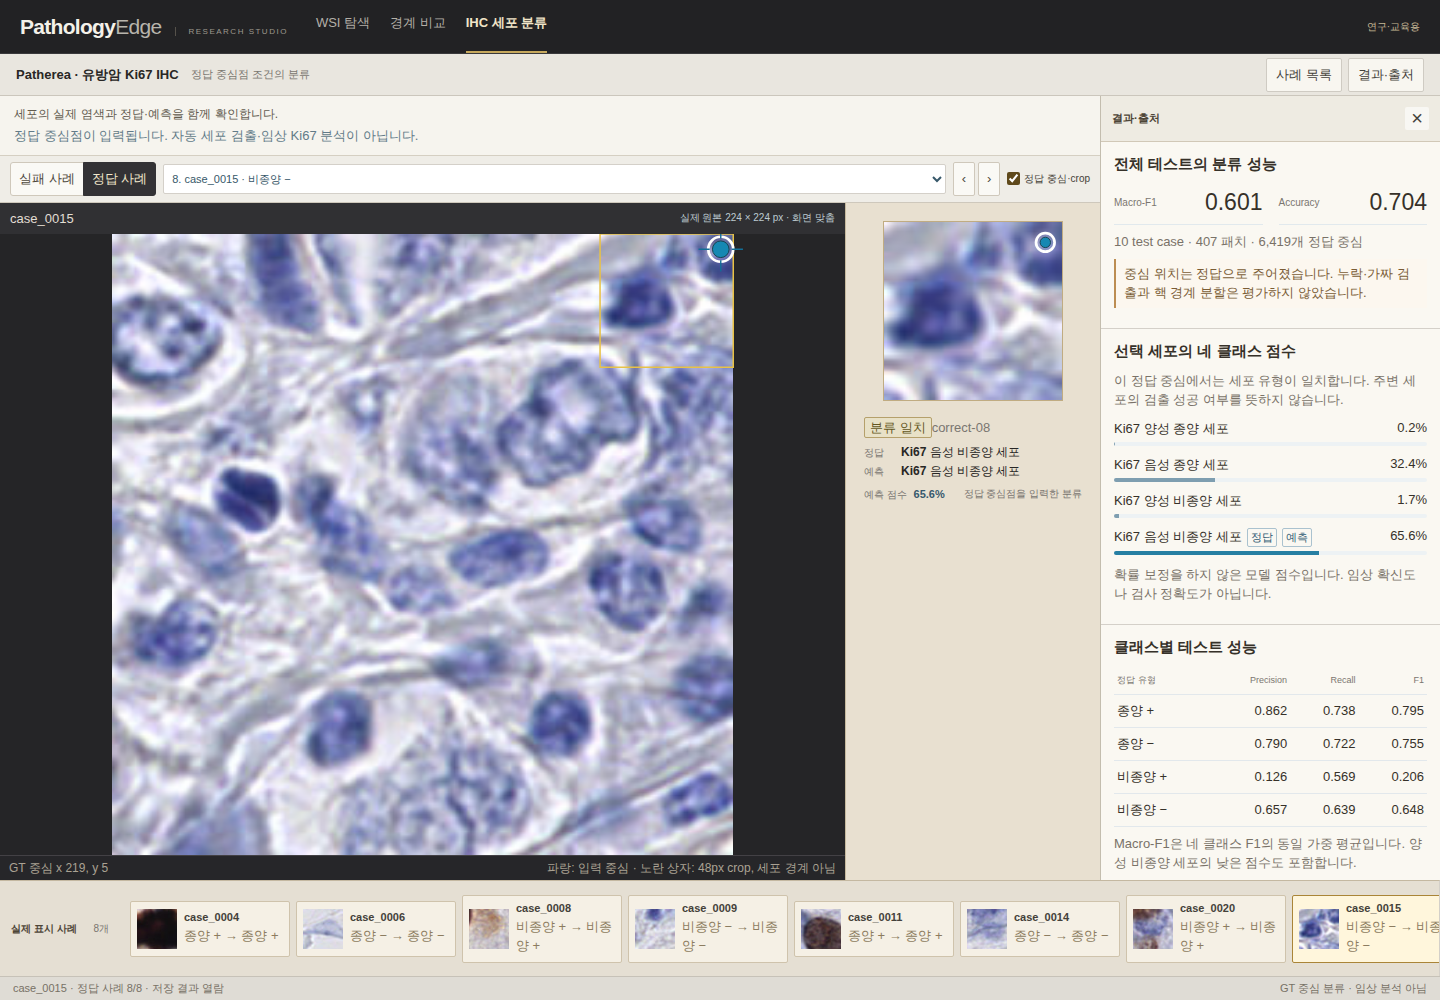 PathologyEdge
RESEARCH STUDIO
WSI 탐색
경계 비교
IHC 세포 분류
연구·교육용
Patherea · 유방암 Ki67 IHC
정답 중심점 조건의 분류
사례 목록
결과·출처
세포의 실제 염색과 정답·예측을 함께 확인합니다.
정답 중심점이 입력됩니다. 자동 세포 검출·임상 Ki67 분석이 아닙니다.
실패 사례
정답 사례
8. case_0015 · 비종양 −
‹
›
정답 중심·crop
case_0015
실제 원본 224 × 224 px · 화면 맞춤
GT 중심 x 219, y 5
파랑: 입력 중심 · 노란 상자: 48px crop, 세포 경계 아님
분류 일치 correct-08
정답 Ki67 음성 비종양 세포
예측 Ki67 음성 비종양 세포
예측 점수 65.6% 정답 중심점을 입력한 분류
결과·출처
✕
전체 테스트의 분류 성능
Macro-F1 0.601 Accuracy 0.704
10 test case · 407 패치 · 6,419개 정답 중심
중심 위치는 정답으로 주어졌습니다. 누락·가짜 검
출과 핵 경계 분할은 평가하지 않았습니다.
선택 세포의 네 클래스 점수
이 정답 중심에서는 세포 유형이 일치합니다. 주변 세
포의 검출 성공 여부를 뜻하지 않습니다.
Ki67 양성 종양 세포 0.2%
Ki67 음성 종양 세포 32.4%
Ki67 양성 비종양 세포 1.7%
Ki67 음성 비종양 세포 정답 예측 65.6%
확률 보정을 하지 않은 모델 점수입니다. 임상 확신도
나 검사 정확도가 아닙니다.
클래스별 테스트 성능
정답 유형 Precision Recall F1
종양 + 0.862 0.738 0.795
종양 − 0.790 0.722 0.755
비종양 + 0.126 0.569 0.206
비종양 − 0.657 0.639 0.648
Macro-F1은 네 클래스 F1의 동일 가중 평균입니다. 양
성 비종양 세포의 낮은 점수도 포함합니다.
실제 표시 사례 8개
case_0004
종양 + → 종양 +
case_0006
종양 − → 종양 −
case_0008
비종양 + → 비종
양 +
case_0009
비종양 − → 비종
양 −
case_0011
종양 + → 종양 +
case_0014
종양 − → 종양 −
case_0020
비종양 + → 비종
양 +
case_0015
비종양 − → 비종
양 −
case_0015 · 정답 사례 8/8 · 저장 결과 열람
GT 중심 분류 · 임상 분석 아님